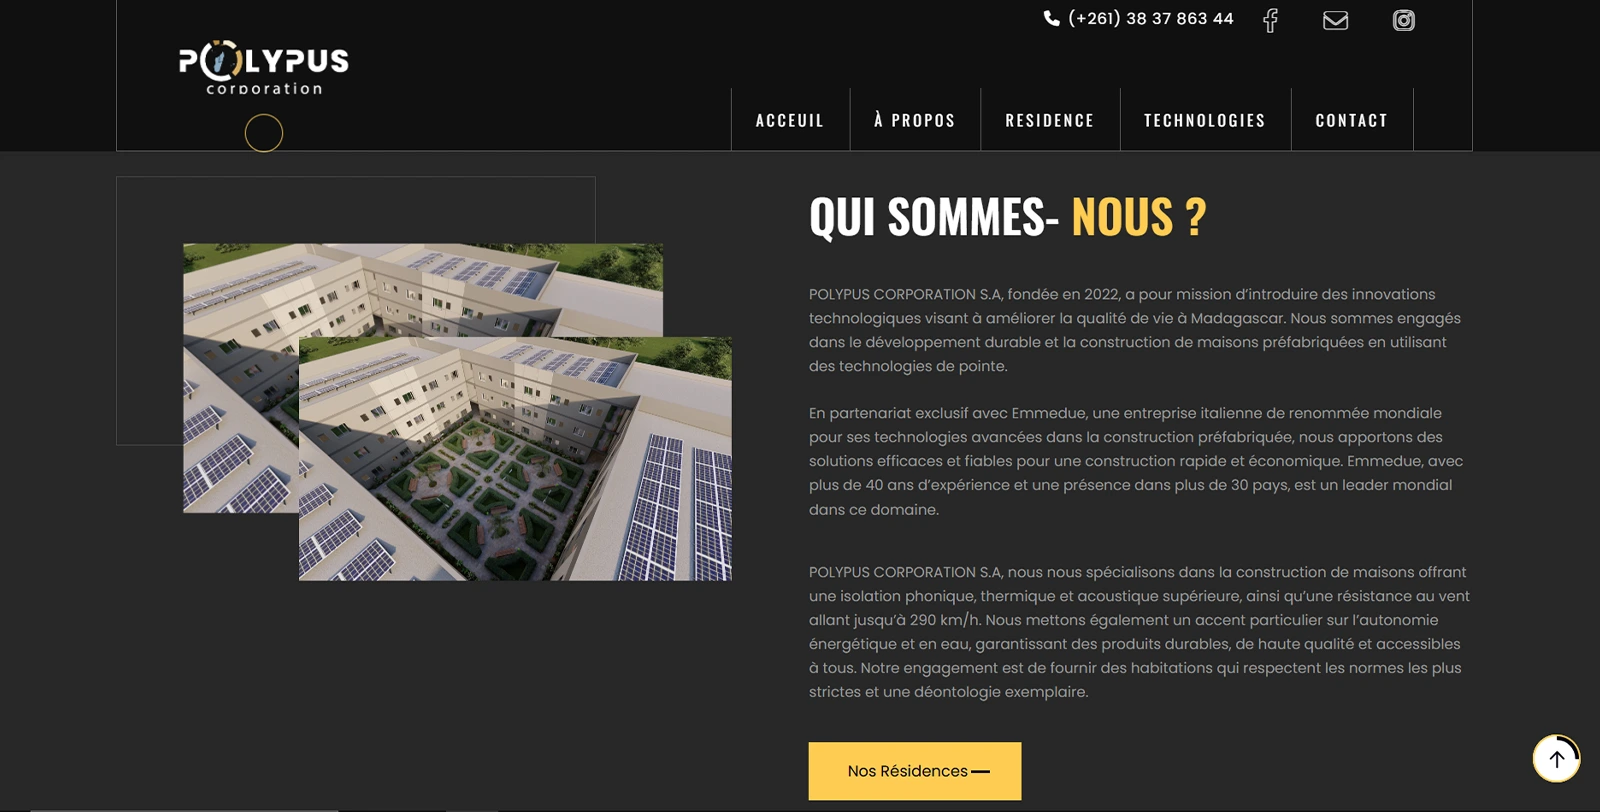 (+261) 38 37 863 44
POLYPUS
corporation
ACCEUIL
À PROPOS
RESIDENCE
TECHNOLOGIES
CONTACT
QUI SOMMES- NOUS ?
POLYPUS CORPORATION S.A, fondée en 2022, a pour mission d’introduire des innovations
technologiques visant à améliorer la qualité de vie à Madagascar. Nous sommes engagés
dans le développement durable et la construction de maisons préfabriquées en utilisant
des technologies de pointe.
En partenariat exclusif avec Emmedue, une entreprise italienne de renommée mondiale
pour ses technologies avancées dans la construction préfabriquée, nous apportons des
solutions efficaces et fiables pour une construction rapide et économique. Emmedue, avec
plus de 40 ans d’expérience et une présence dans plus de 30 pays, est un leader mondial
dans ce domaine.
POLYPUS CORPORATION S.A, nous nous spécialisons dans la construction de maisons offrant
une isolation phonique, thermique et acoustique supérieure, ainsi qu’une résistance au vent
allant jusqu’à 290 km/h. Nous mettons également un accent particulier sur l’autonomie
énergétique et en eau, garantissant des produits durables, de haute qualité et accessibles
à tous. Notre engagement est de fournir des habitations qui respectent les normes les plus
strictes et une déontologie exemplaire.
Nos Résidences